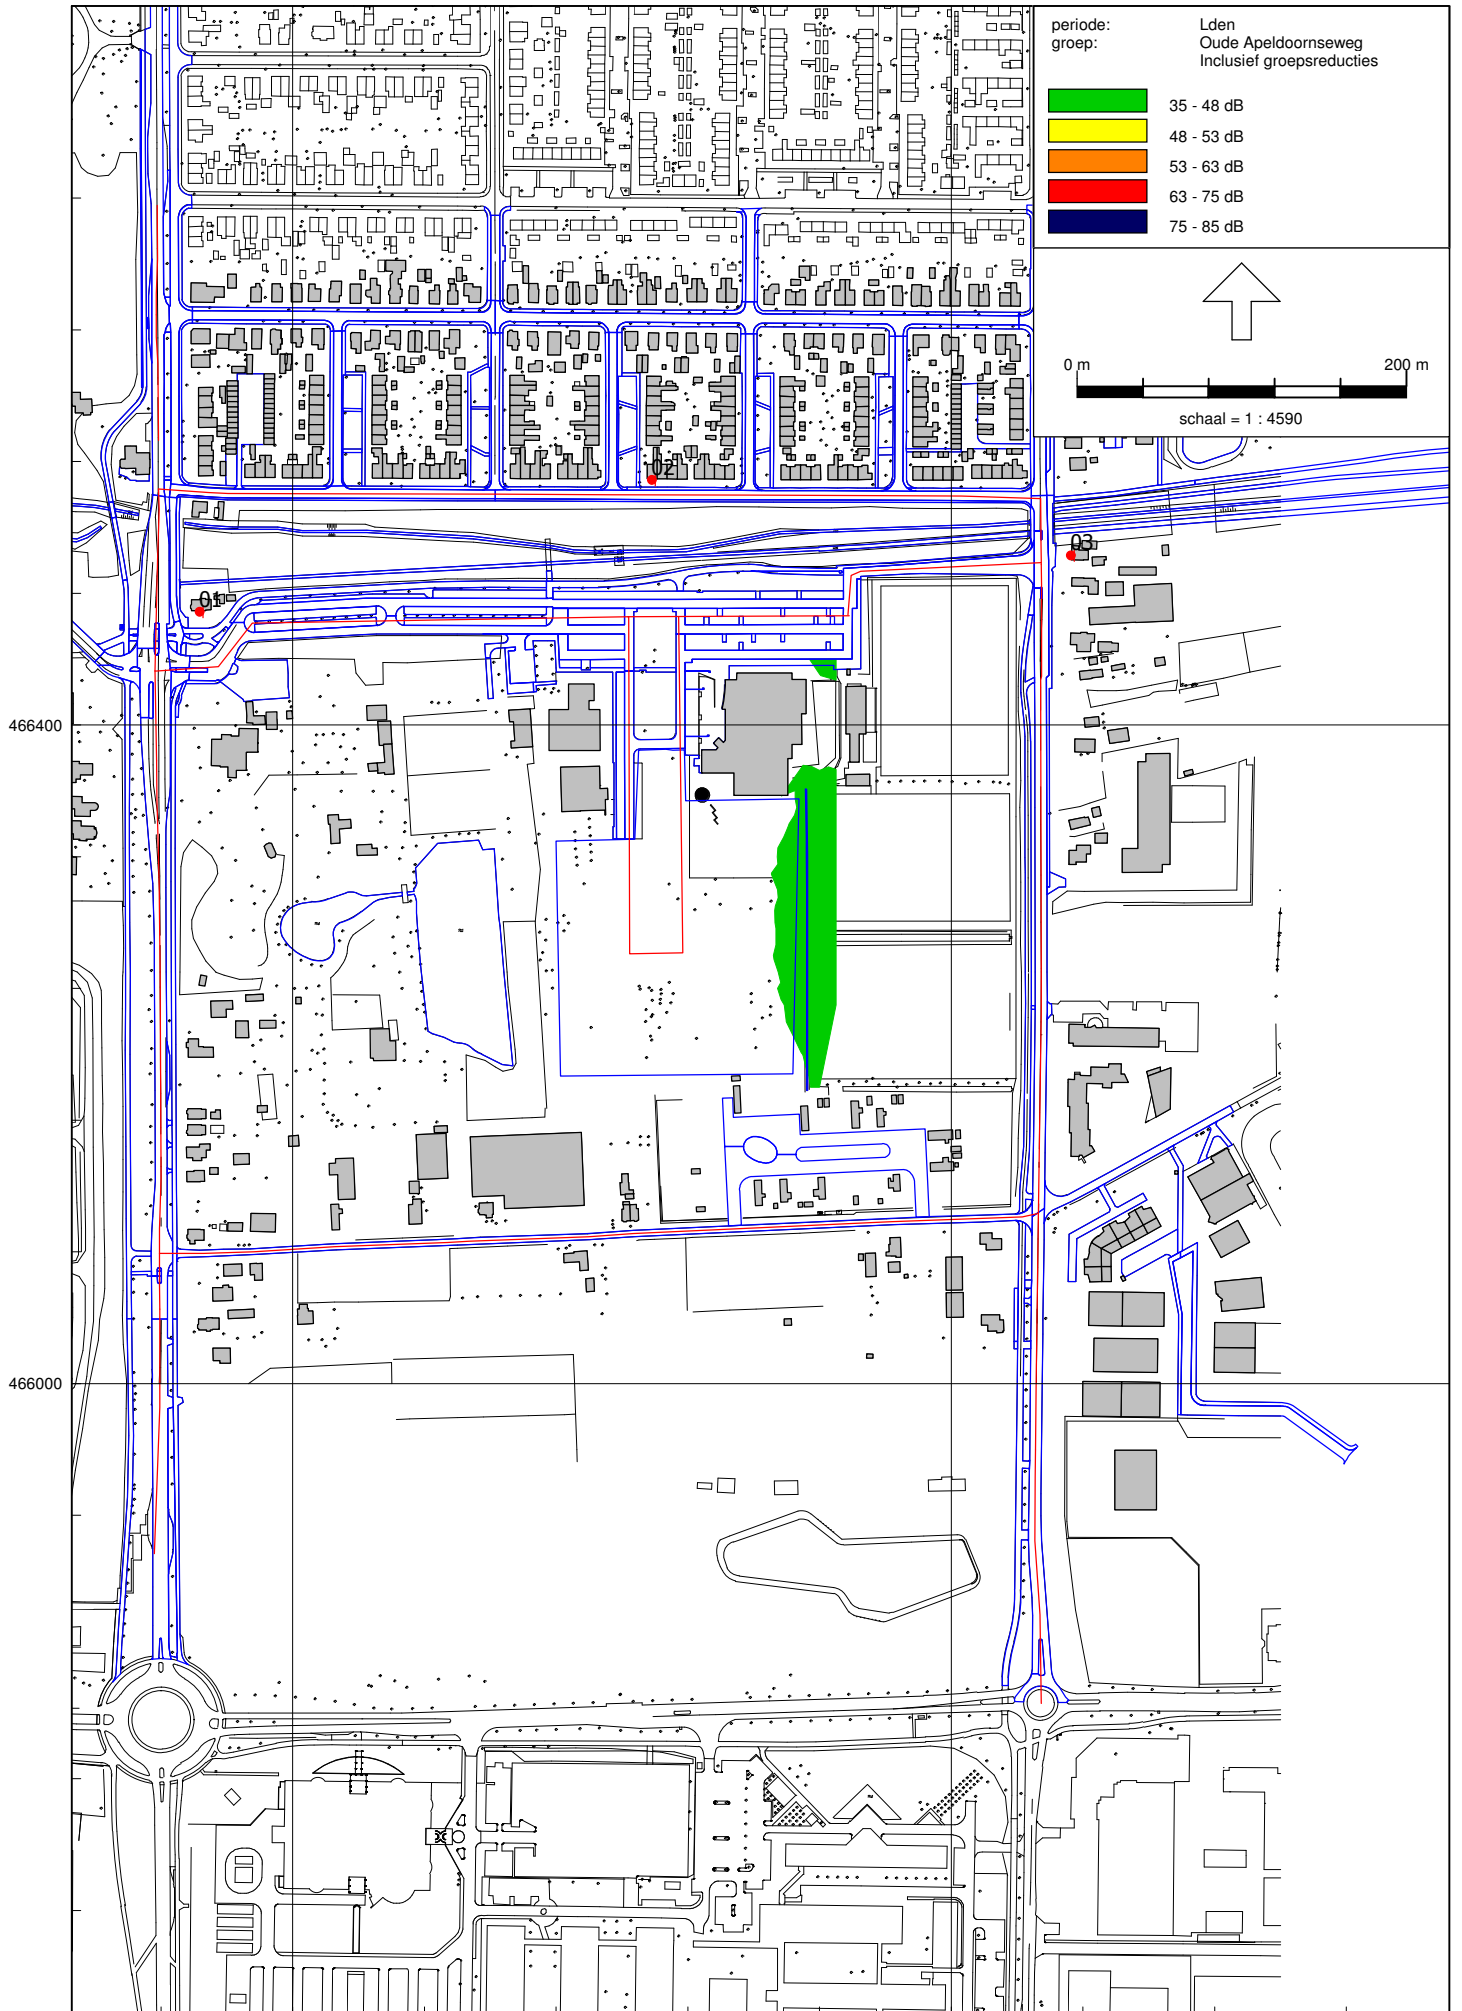 periode: Lden
groep: Oude Apeldoornseweg
Inclusief groepsreducties
35 - 48 dB
48 - 53 dB
53 - 63 dB
63 - 75 dB
75 - 85 dB
0 m 200 m
schaal = 1 : 4590
02
03
01
466400
466000